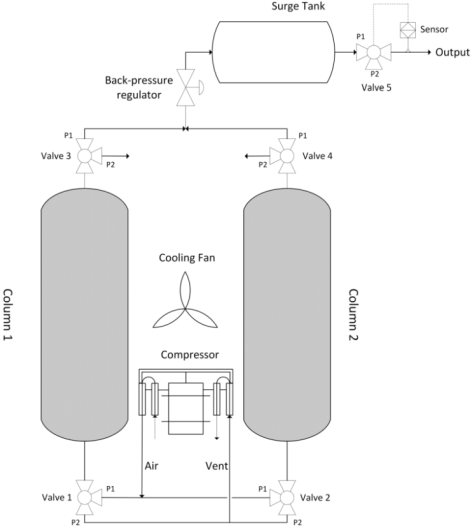 Surge Tank
P1
Sensor
Output
P2
Valve 5
Back-pressure
regulator
P1
P1
Valve 3
P2
P2
Valve 4
Cooling Fan
Column 1
Column 2
Compressor
Air
Vent
Valve 1
P1
P1
Valve 2
P2
P2